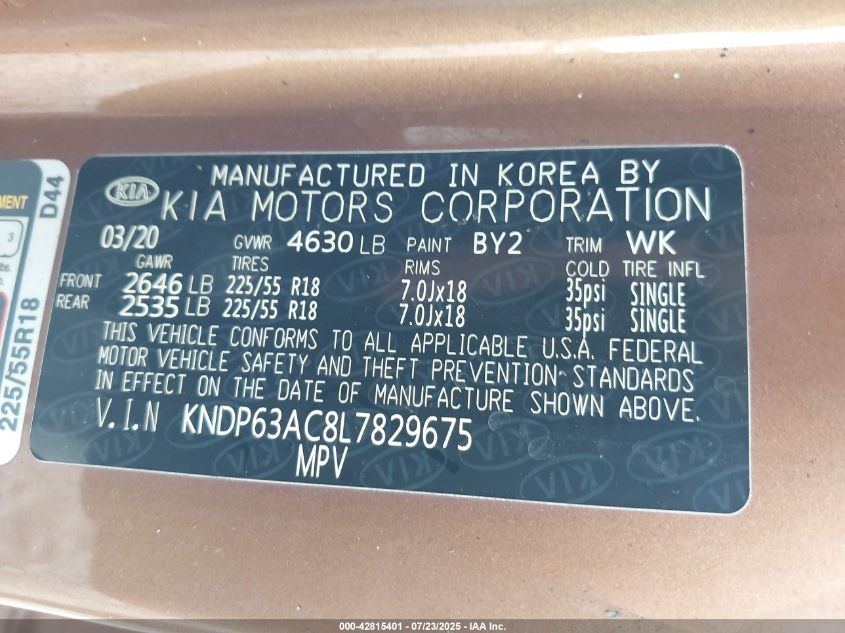 MANUFACTURED IN KOREA BY
KIA KIA MOTORS CORPORATION
03/20 GVWR 4630 LB PAINT BY2 TRIM WK
GAWR TIRES RIMS COLD TIRE INFL
FRONT 2646 LB 225/55 R18 7.0Jx18 35psi SINGLE
REAR 2535 LB 225/55 R18 7.0Jx18 35psi SINGLE
THIS VEHICLE CONFORMS TO ALL APPLICABLE U.S.A. FEDERAL
MOTOR VEHICLE SAFETY AND THEFT PREVENTION STANDARDS
IN EFFECT ON THE DATE OF MANUFACTURE SHOWN ABOVE.
V.I.N KNDP63AC8L7829675
MPV
225/55R18 D44
3
000-42815401 - 07/23/2025 - IAA Inc.